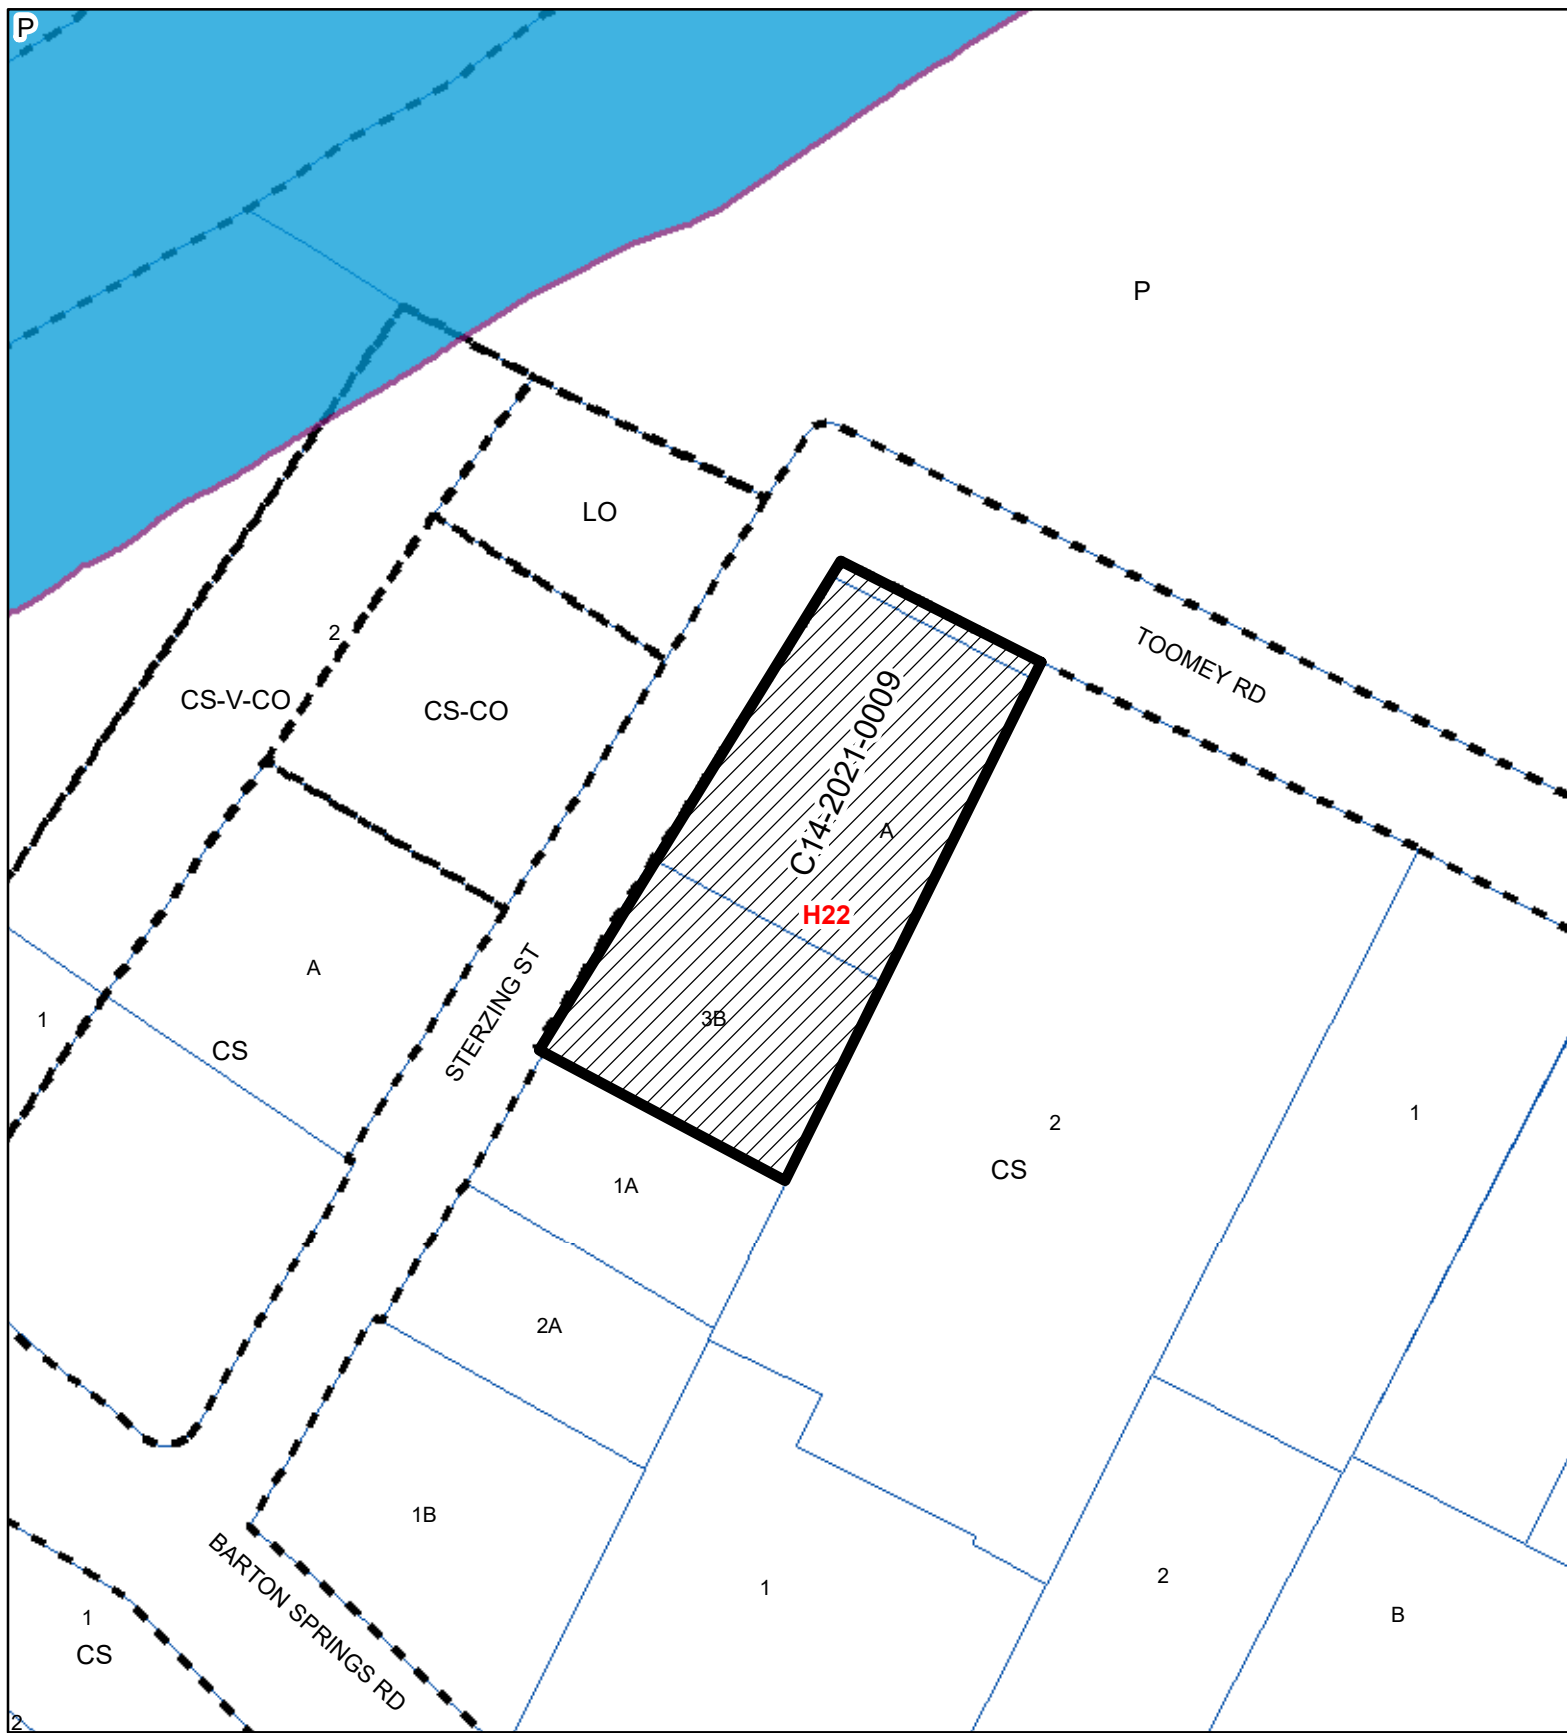 P
P
LO
2
TOOMEY RD
CS-V-CO
CS-CO
C14-2021-0009
A
H22
A
STERZING ST
1
3B
CS
1
2
CS
1A
2A
1B
BARTON SPRINGS RD
2
1
B
1
CS
2